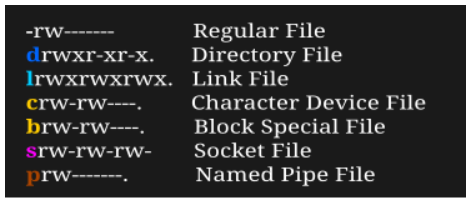 -rw------- Regular File
drwxr-xr-x. Directory File
lrwxrwxrwx. Link File
crw-rw----. Character Device File
brw-rw----. Block Special File
srw-rw-rw- Socket File
prw-------. Named Pipe File